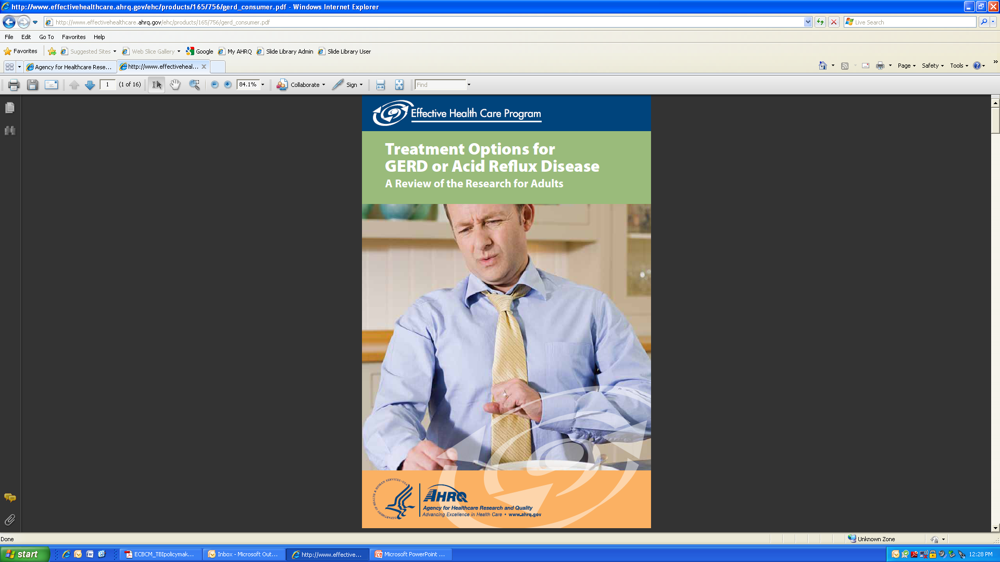 http://www.effectivehealthcare.ahrq.gov/ehc/products/165/756/gerd_consumer.pdf - Windows Internet Explorer
http://www.effectivehealthcare.ahrq.gov/ehc/products/165/756/gerd_consumer.pdf
Live Search
File Edit Go To Favorites Help
Favorites Suggested Sites Web Slice Gallery Google My AHRQ Slide Library Admin Slide Library User
Agency for Healthcare Rese... http://www.effectiveheal... Page Safety Tools
1 (1 of 16) 84.1% Collaborate Sign Find
Effective Health Care Program
Treatment Options for
GERD or Acid Reflux Disease
A Review of the Research for Adults
DEPARTMENT OF HEALTH & HUMAN SERVICES • USA
AHRQ
Agency for Healthcare Research and Quality
Advancing Excellence in Health Care • www.ahrq.gov
Done Unknown Zone
start ECBCM_TBIpolicymak... Inbox - Microsoft Out... http://www.effective... Microsoft PowerPoint ... 12:28 PM